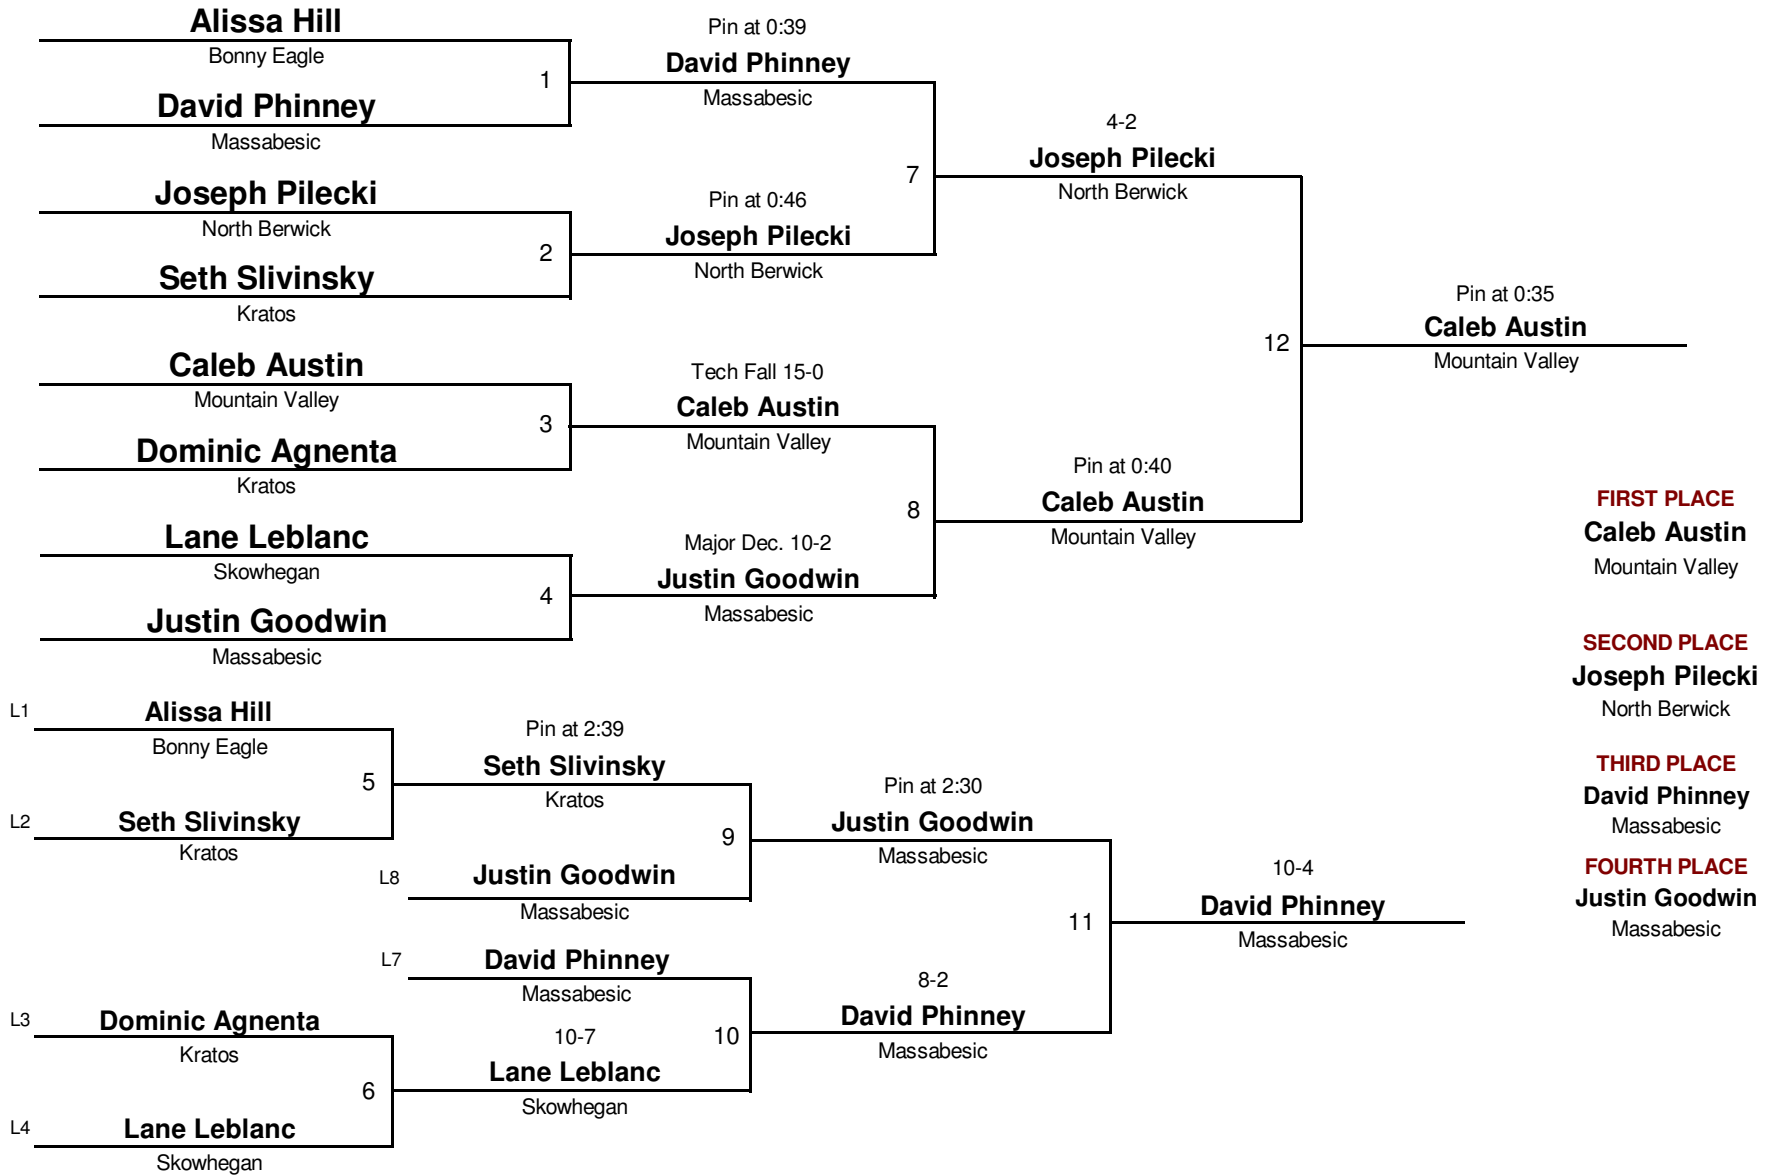 Alissa Hill
Bonny Eagle
1
David Phinney
Massabesic
Joseph Pilecki
North Berwick
2
Seth Slivinsky
Kratos
Caleb Austin
Mountain Valley
3
Dominic Agnenta
Kratos
Lane Leblanc
Skowhegan
4
Justin Goodwin
Massabesic
Pin at 0:39
David Phinney
Massabesic
7
Pin at 0:46
Joseph Pilecki
North Berwick
Tech Fall 15-0
Caleb Austin
Mountain Valley
8
Major Dec. 10-2
Justin Goodwin
Massabesic
4-2
Joseph Pilecki
North Berwick
12
Pin at 0:40
Caleb Austin
Mountain Valley
Pin at 0:35
Caleb Austin
Mountain Valley
FIRST PLACE
Caleb Austin
Mountain Valley
SECOND PLACE
Joseph Pilecki
North Berwick
THIRD PLACE
David Phinney
Massabesic
FOURTH PLACE
Justin Goodwin
Massabesic
L1
Alissa Hill
Bonny Eagle
5
L2
Seth Slivinsky
Kratos
L3
Dominic Agnenta
Kratos
6
L4
Lane Leblanc
Skowhegan
Pin at 2:39
Seth Slivinsky
Kratos
9
L8
Justin Goodwin
Massabesic
L7
David Phinney
Massabesic
10
10-7
Lane Leblanc
Skowhegan
Pin at 2:30
Justin Goodwin
Massabesic
11
8-2
David Phinney
Massabesic
10-4
David Phinney
Massabesic